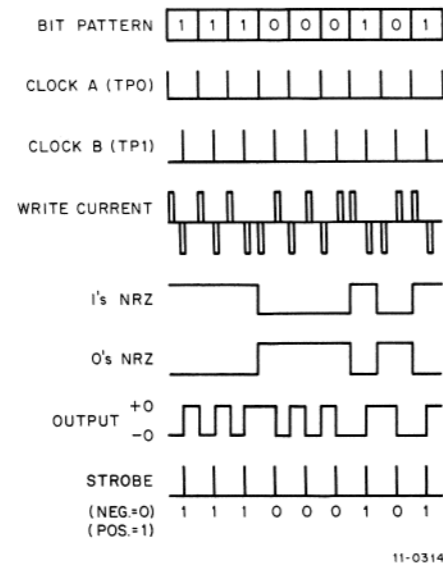 BIT PATTERN 1 1 1 0 0 0 1 0 1
CLOCK A (TP0)
CLOCK B (TP1)
WRITE CURRENT
1's NRZ
0's NRZ
OUTPUT +0
-0
STROBE
(NEG.=0) 1 1 1 0 0 0 1 0 1
(POS.=1)
11-0314